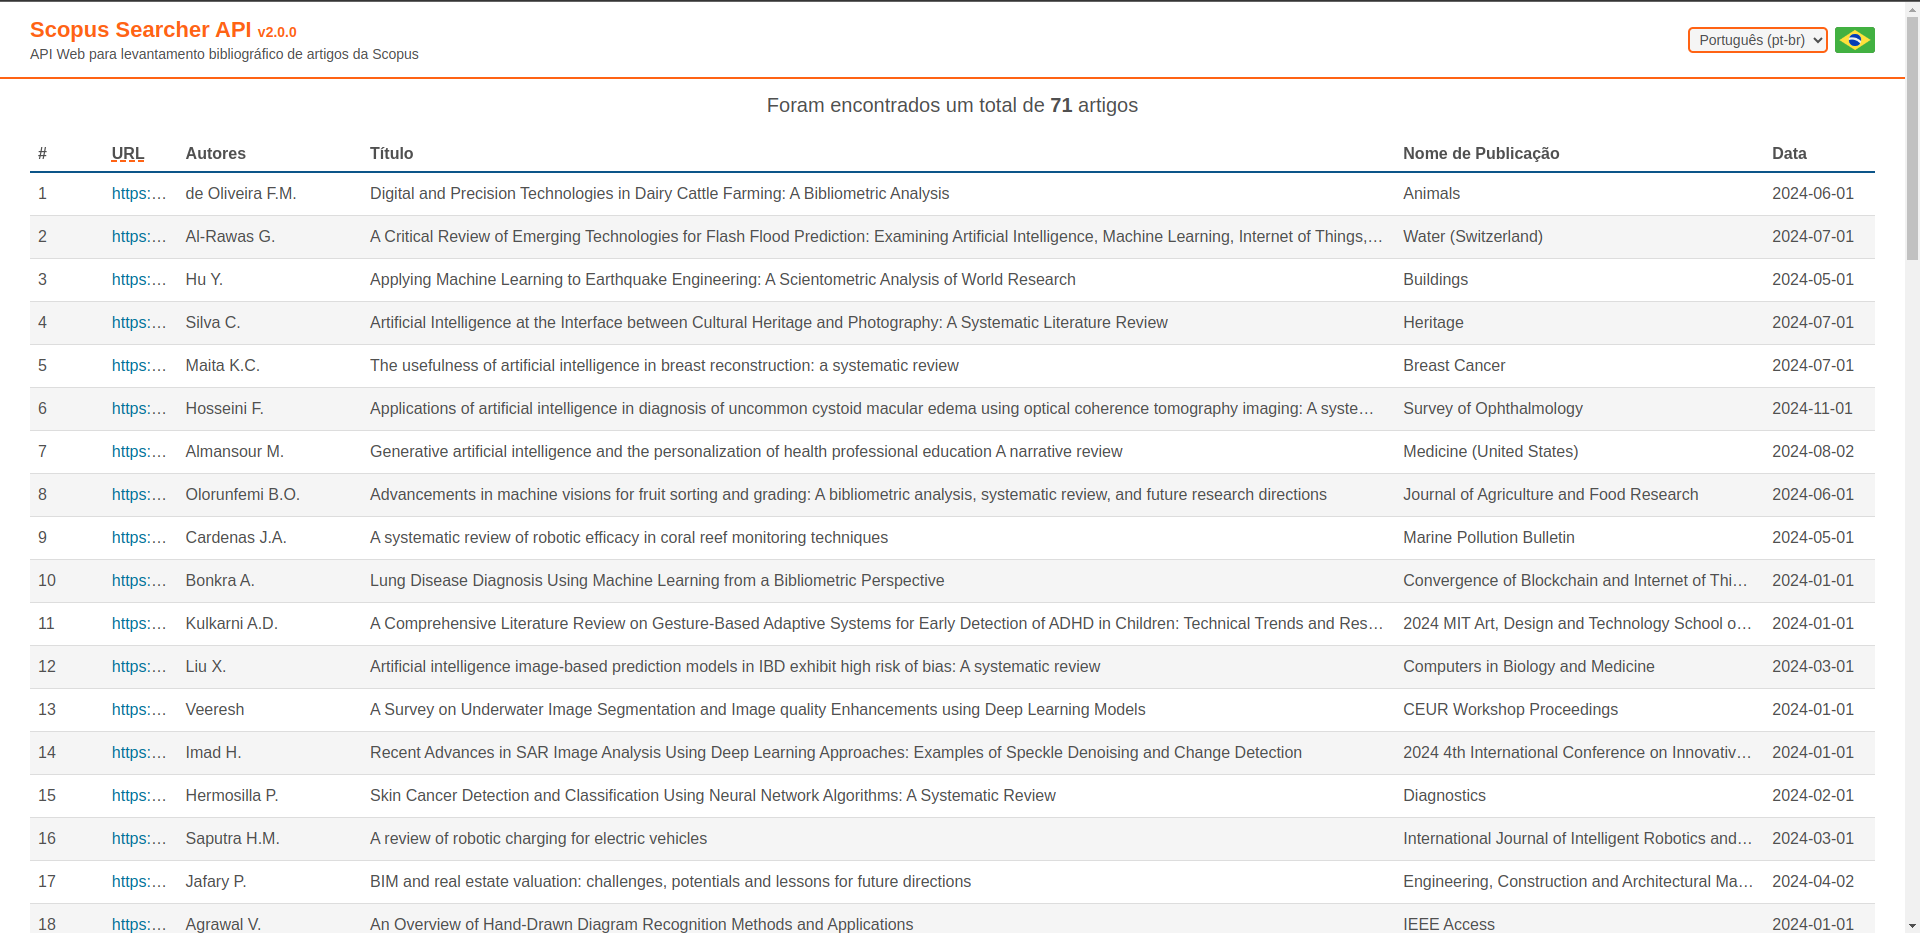 Scopus Searcher API v2.0.0
API Web para levantamento bibliográfico de artigos da Scopus
Português (pt-br)
Foram encontrados um total de 71 artigos
# URL Autores Título Nome de Publicação Data
1 https:… de Oliveira F.M. Digital and Precision Technologies in Dairy Cattle Farming: A Bibliometric Analysis Animals 2024-06-01
2 https:… Al-Rawas G. A Critical Review of Emerging Technologies for Flash Flood Prediction: Examining Artificial Intelligence, Machine Learning, Internet of Things,… Water (Switzerland) 2024-07-01
3 https:… Hu Y. Applying Machine Learning to Earthquake Engineering: A Scientometric Analysis of World Research Buildings 2024-05-01
4 https:… Silva C. Artificial Intelligence at the Interface between Cultural Heritage and Photography: A Systematic Literature Review Heritage 2024-07-01
5 https:… Maita K.C. The usefulness of artificial intelligence in breast reconstruction: a systematic review Breast Cancer 2024-07-01
6 https:… Hosseini F. Applications of artificial intelligence in diagnosis of uncommon cystoid macular edema using optical coherence tomography imaging: A syste… Survey of Ophthalmology 2024-11-01
7 https:… Almansour M. Generative artificial intelligence and the personalization of health professional education A narrative review Medicine (United States) 2024-08-02
8 https:… Olorunfemi B.O. Advancements in machine visions for fruit sorting and grading: A bibliometric analysis, systematic review, and future research directions Journal of Agriculture and Food Research 2024-06-01
9 https:… Cardenas J.A. A systematic review of robotic efficacy in coral reef monitoring techniques Marine Pollution Bulletin 2024-05-01
10 https:… Bonkra A. Lung Disease Diagnosis Using Machine Learning from a Bibliometric Perspective Convergence of Blockchain and Internet of Thi… 2024-01-01
11 https:… Kulkarni A.D. A Comprehensive Literature Review on Gesture-Based Adaptive Systems for Early Detection of ADHD in Children: Technical Trends and Res… 2024 MIT Art, Design and Technology School o… 2024-01-01
12 https:… Liu X. Artificial intelligence image-based prediction models in IBD exhibit high risk of bias: A systematic review Computers in Biology and Medicine 2024-03-01
13 https:… Veeresh A Survey on Underwater Image Segmentation and Image quality Enhancements using Deep Learning Models CEUR Workshop Proceedings 2024-01-01
14 https:… Imad H. Recent Advances in SAR Image Analysis Using Deep Learning Approaches: Examples of Speckle Denoising and Change Detection 2024 4th International Conference on Innovativ… 2024-01-01
15 https:… Hermosilla P. Skin Cancer Detection and Classification Using Neural Network Algorithms: A Systematic Review Diagnostics 2024-02-01
16 https:… Saputra H.M. A review of robotic charging for electric vehicles International Journal of Intelligent Robotics and… 2024-03-01
17 https:… Jafary P. BIM and real estate valuation: challenges, potentials and lessons for future directions Engineering, Construction and Architectural Ma… 2024-04-02
18 https:… Agrawal V. An Overview of Hand-Drawn Diagram Recognition Methods and Applications IEEE Access 2024-01-01